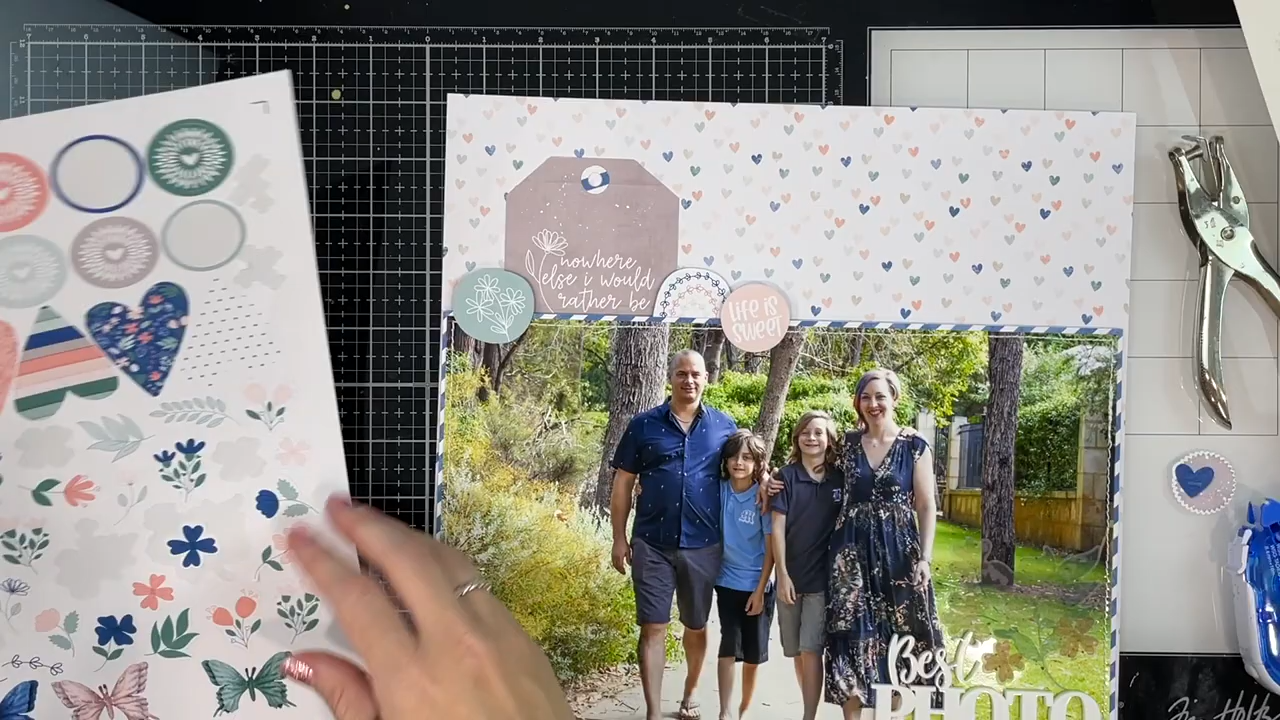 nowhere
else i would
rather be
LIFE IS
SWEET
Best
PHOTO